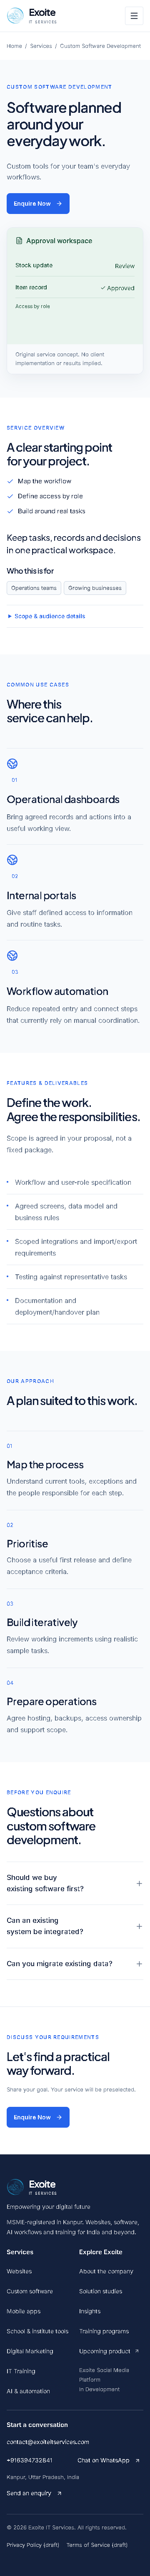 Exoite
IT SERVICES
Home / Services / Custom Software Development
CUSTOM SOFTWARE DEVELOPMENT
Software planned
around your
everyday work.
Custom tools for your team's everyday
workflows.
Enquire Now →
Approval workspace
Stock update Review
Item record ✓ Approved
Access by role
Original service concept. No client
implementation or results implied.
SERVICE OVERVIEW
A clear starting point
for your project.
Map the workflow
Define access by role
Build around real tasks
Keep tasks, records and decisions
in one practical workspace.
Who this is for
Operations teams Growing businesses
▶ Scope & audience details
COMMON USE CASES
Where this
service can help.
01
Operational dashboards
Bring agreed records and actions into a
useful working view.
02
Internal portals
Give staff defined access to information
and routine tasks.
03
Workflow automation
Reduce repeated entry and connect steps
that currently rely on manual coordination.
FEATURES & DELIVERABLES
Define the work.
Agree the responsibilities.
Scope is agreed in your proposal, not a
fixed package.
• Workflow and user-role specification
• Agreed screens, data model and
business rules
• Scoped integrations and import/export
requirements
• Testing against representative tasks
• Documentation and
deployment/handover plan
OUR APPROACH
A plan suited to this work.
01
Map the process
Understand current tools, exceptions and
the people responsible for each step.
02
Prioritise
Choose a useful first release and define
acceptance criteria.
03
Build iteratively
Review working increments using realistic
sample tasks.
04
Prepare operations
Agree hosting, backups, access ownership
and support scope.
BEFORE YOU ENQUIRE
Questions about
custom software
development.
Should we buy
existing software first? +
Can an existing
system be integrated? +
Can you migrate existing data? +
DISCUSS YOUR REQUIREMENTS
Let's find a practical
way forward.
Share your goal. Your service will be preselected.
Enquire Now →
Exoite
IT SERVICES
Empowering your digital future
MSME-registered in Kanpur. Websites, software,
AI workflows and training for India and beyond.
Services Explore Exoite
Websites About the company
Custom software Solution studies
Mobile apps Insights
School & institute tools Training programs
Digital Marketing Upcoming product ↗
IT Training Exoite Social Media
Platform
In Development
AI & automation
Start a conversation
contact@exoiteitservices.com
+916394732841 Chat on WhatsApp ↗
Kanpur, Uttar Pradesh, India
Send an enquiry ↗
© 2026 Exoite IT Services. All rights reserved.
Privacy Policy (draft) Terms of Service (draft)